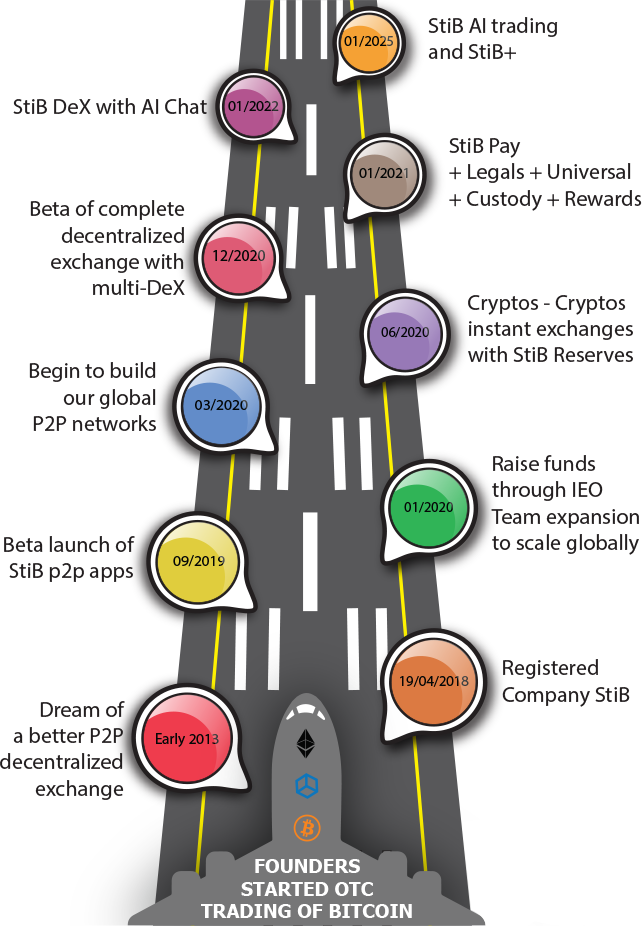 01/2025
StiB AI trading
and StiB+
StiB DeX with AI Chat
01/2022
01/2021
StiB Pay
+ Legals + Universal
+ Custody + Rewards
Beta of complete
decentralized
exchange with
multi-DeX
12/2020
06/2020
Cryptos - Cryptos
instant exchanges
with StiB Reserves
Begin to build
our global
P2P networks
03/2020
01/2020
Raise funds
through IEO
Team expansion
to scale globally
Beta launch of
StiB p2p apps
09/2019
19/04/2018
Registered
Company StiB
Dream of
a better P2P
decentralized
exchange
Early 2013
FOUNDERS
STARTED OTC
TRADING OF BITCOIN